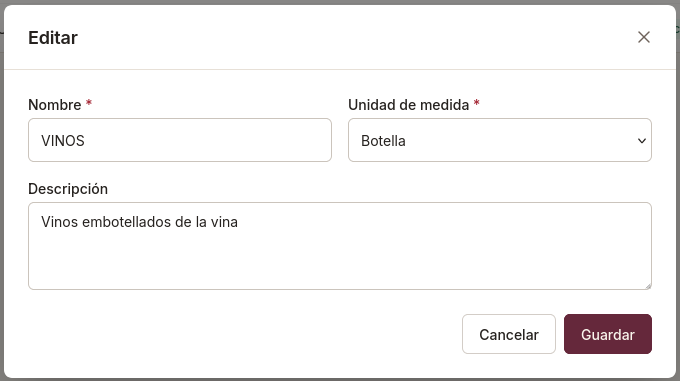 Editar
Nombre *
Unidad de medida *
VINOS
Botella
Descripción
Vinos embotellados de la vina
Cancelar
Guardar